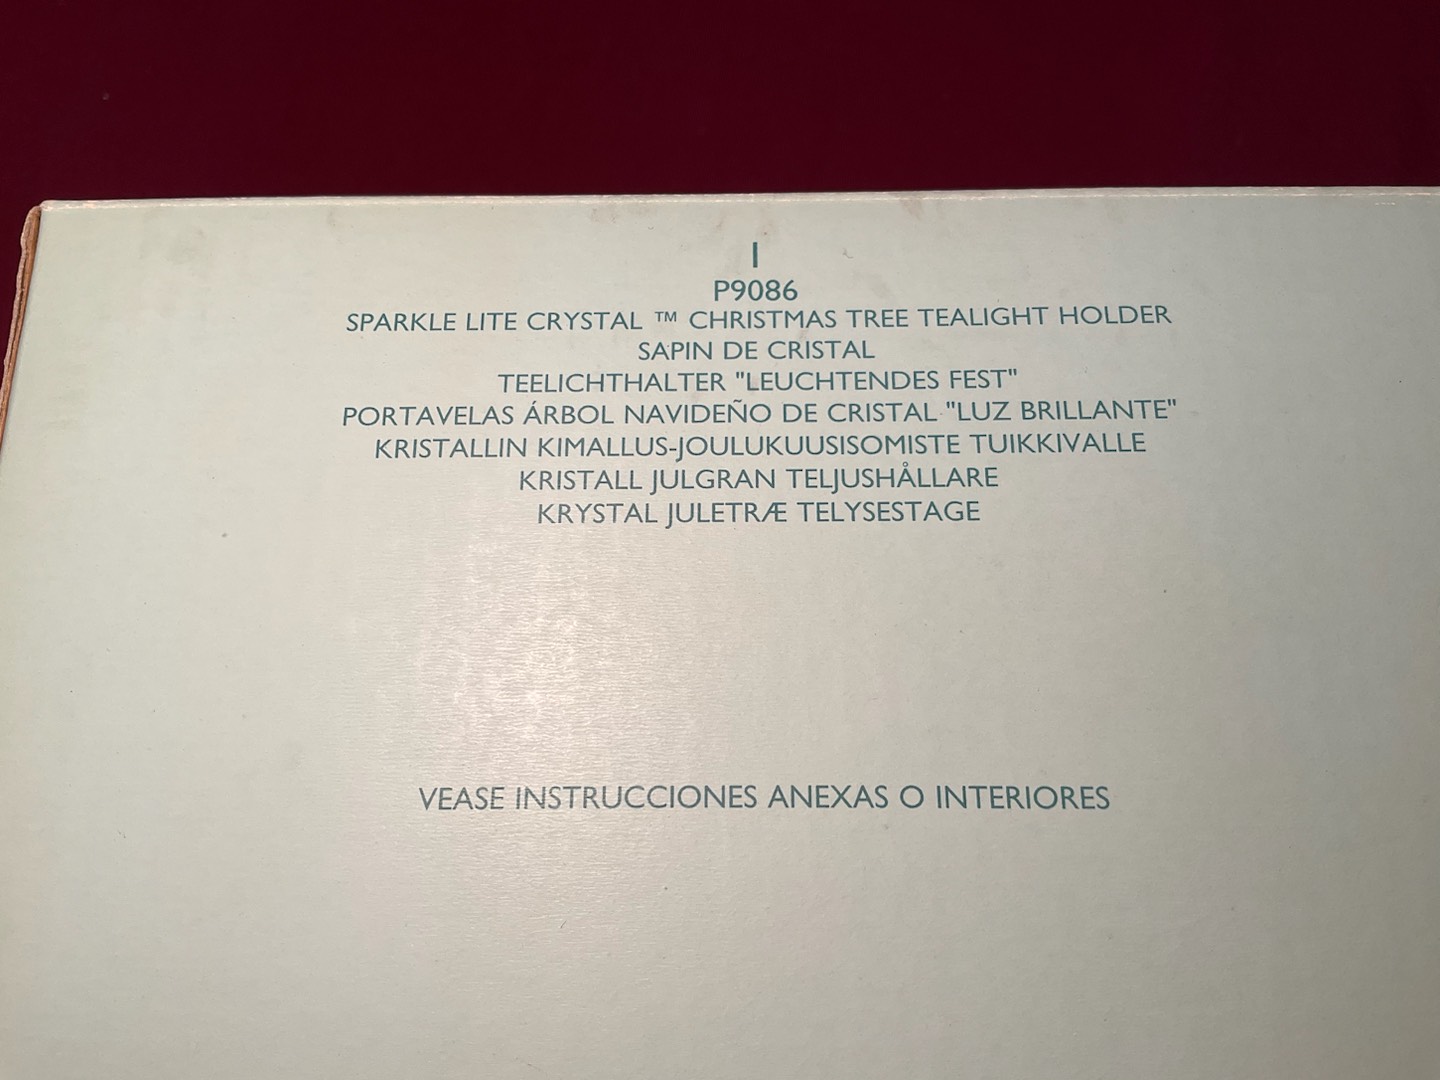 1
P9086
SPARKLE LITE CRYSTAL ™ CHRISTMAS TREE TEALIGHT HOLDER
SAPIN DE CRISTAL
TEELICHTHALTER "LEUCHTENDES FEST"
PORTAVELAS ÁRBOL NAVIDEÑO DE CRISTAL "LUZ BRILLANTE"
KRISTALLIN KIMALLUS-JOULUKUUSISOMISTE TUIKKIVALLE
KRISTALL JULGRAN TELJUSHÅLLARE
KRYSTAL JULETRÆ TELYSESTAGE
VEASE INSTRUCCIONES ANEXAS O INTERIORES